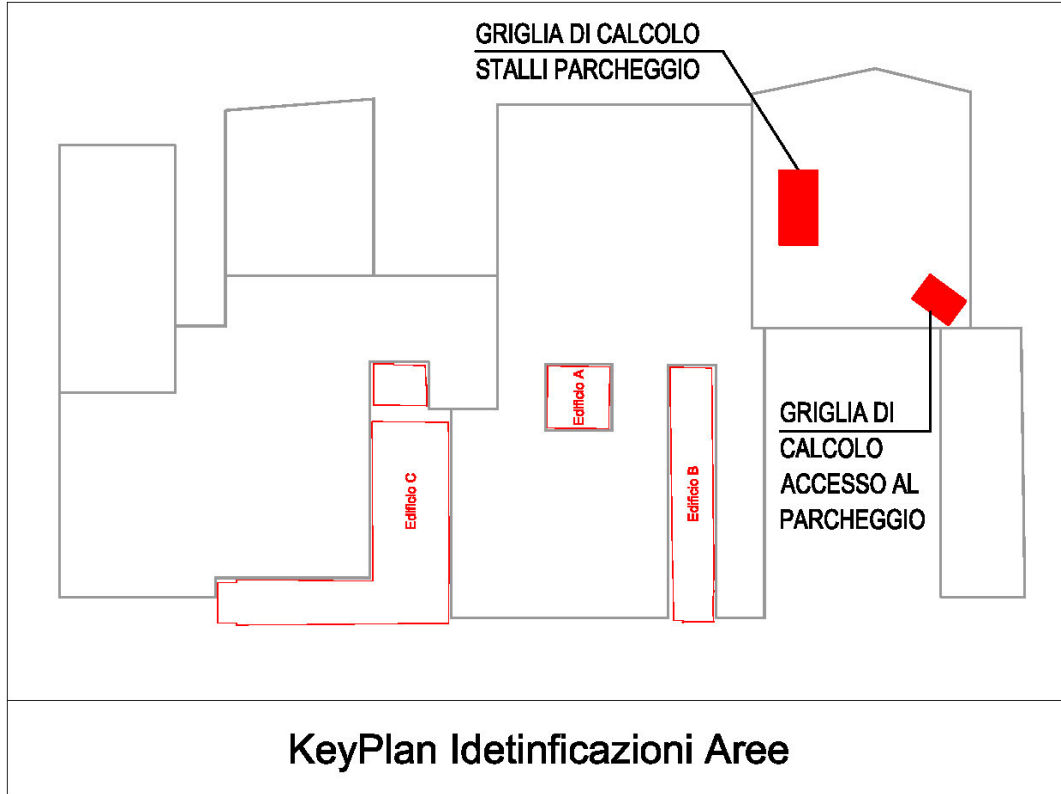 GRIGLIA DI CALCOLO
STALLI PARCHEGGIO
Edificio A
Edificio B
Edificio C
GRIGLIA DI
CALCOLO
ACCESSO AL
PARCHEGGIO
KeyPlan Idetinficazioni Aree